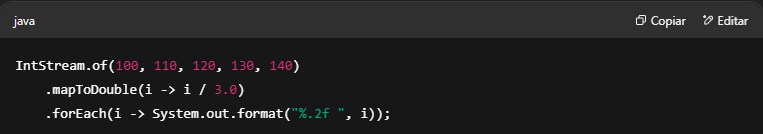 java Copiar Editar
IntStream.of(100, 110, 120, 130, 140)
    .mapToDouble(i -> i / 3.0)
    .forEach(i -> System.out.format("%.2f ", i));